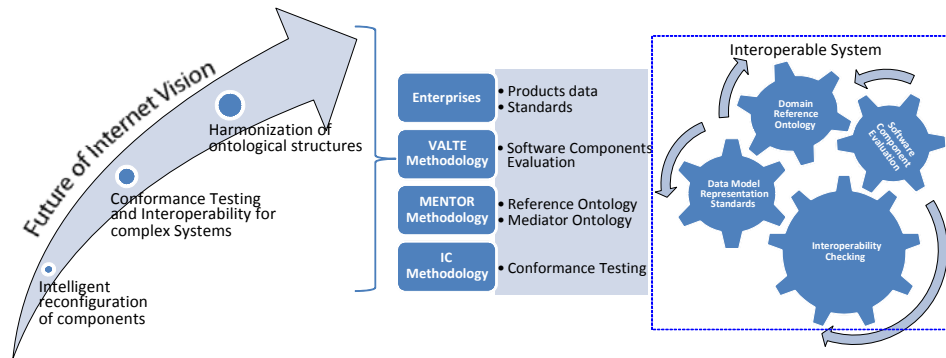 Future of Internet Vision
Harmonization of
ontological structures
Conformance Testing
and Interoperability for
complex Systems
Intelligent
reconfiguration
of components
Enterprises
• Products data
• Standards
VALTE
Methodology
• Software Components
Evaluation
MENTOR
Methodology
• Reference Ontology
• Mediator Ontology
IC
Methodology
• Conformance Testing
Interoperable System
Domain
Reference
Ontology
Software
Component
Evaluation
Data Model
Representation
Standards
Interoperability
Checking